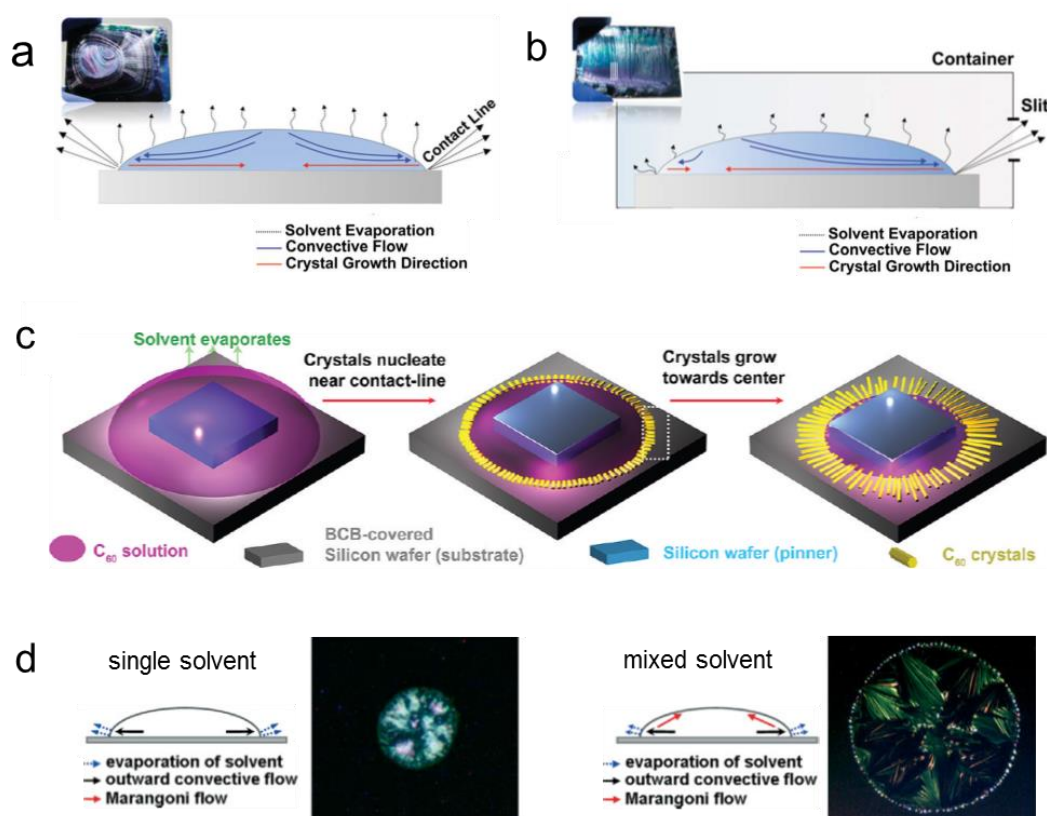 a
Contact Line
Solvent Evaporation
Convective Flow
Crystal Growth Direction
b
Container
Slit
Solvent Evaporation
Convective Flow
Crystal Growth Direction
c
Solvent evaporates
Crystals nucleate
near contact-line
Crystals grow
towards center
C₆₀ solution
BCB-covered
Silicon wafer (substrate)
Silicon wafer (pinner)
C₆₀ crystals
d
single solvent
evaporation of solvent
outward convective flow
Marangoni flow
mixed solvent
evaporation of solvent
outward convective flow
Marangoni flow